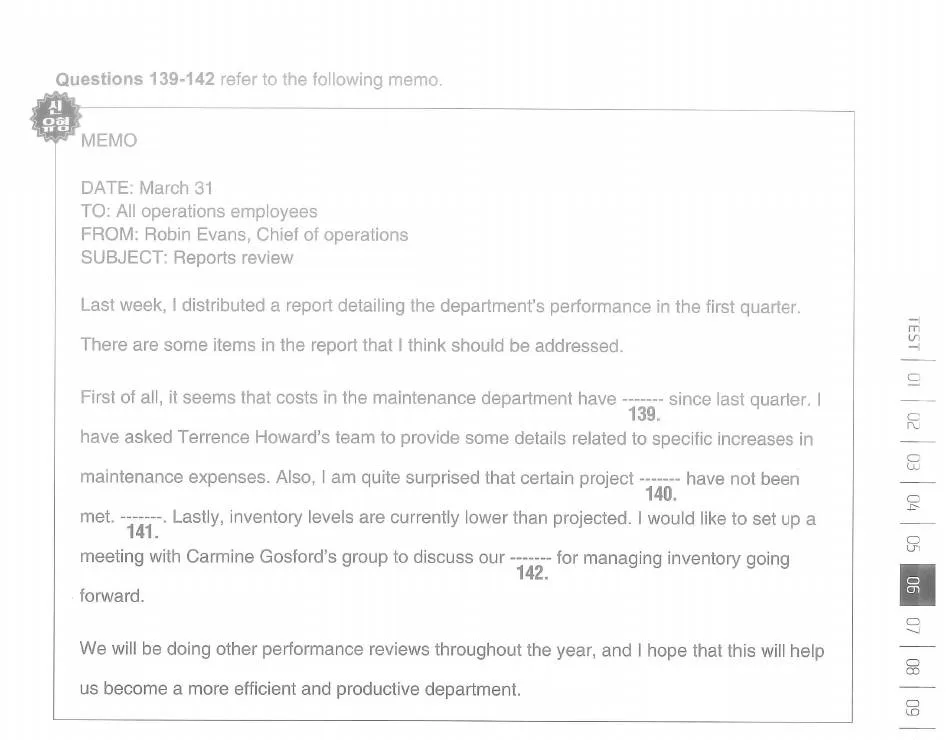 Questions 139-142 refer to the following memo.
신
유형
MEMO
DATE: March 31
TO: All operations employees
FROM: Robin Evans, Chief of operations
SUBJECT: Reports review
Last week, I distributed a report detailing the department's performance in the first quarter.
There are some items in the report that I think should be addressed.
First of all, it seems that costs in the maintenance department have ------- since last quarter. I
139.
have asked Terrence Howard's team to provide some details related to specific increases in
maintenance expenses. Also, I am quite surprised that certain project ------- have not been
140.
met. -------. Lastly, inventory levels are currently lower than projected. I would like to set up a
141.
meeting with Carmine Gosford's group to discuss our ------- for managing inventory going
142.
forward.
We will be doing other performance reviews throughout the year, and I hope that this will help
us become a more efficient and productive department.
TEST
01
02
03
04
05
06
07
08
09